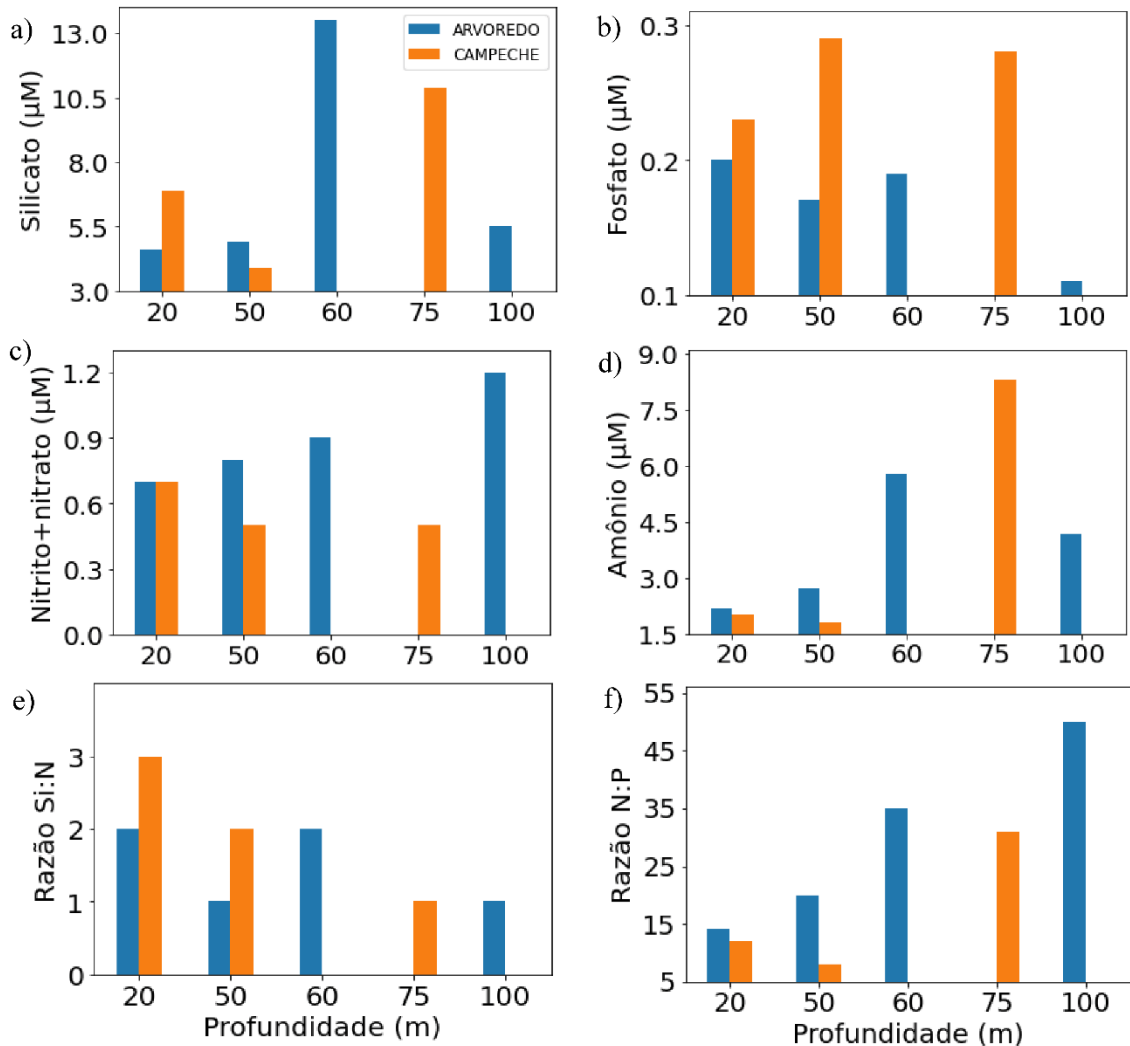 a)
Silicato (µM)
13.0
10.5
8.0
5.5
3.0
ARVOREDO
CAMPECHE
20 50 60 75 100
b)
Fosfato (µM)
0.3
0.2
0.1
20 50 60 75 100
c)
Nitrito+nitrato (µM)
1.2
0.9
0.6
0.3
0.0
20 50 60 75 100
d)
Amônio (µM)
9.0
7.5
6.0
4.5
3.0
1.5
20 50 60 75 100
e)
Razão Si:N
3
2
1
0
20 50 60 75 100
Profundidade (m)
f)
Razão N:P
55
45
35
25
15
5
20 50 60 75 100
Profundidade (m)